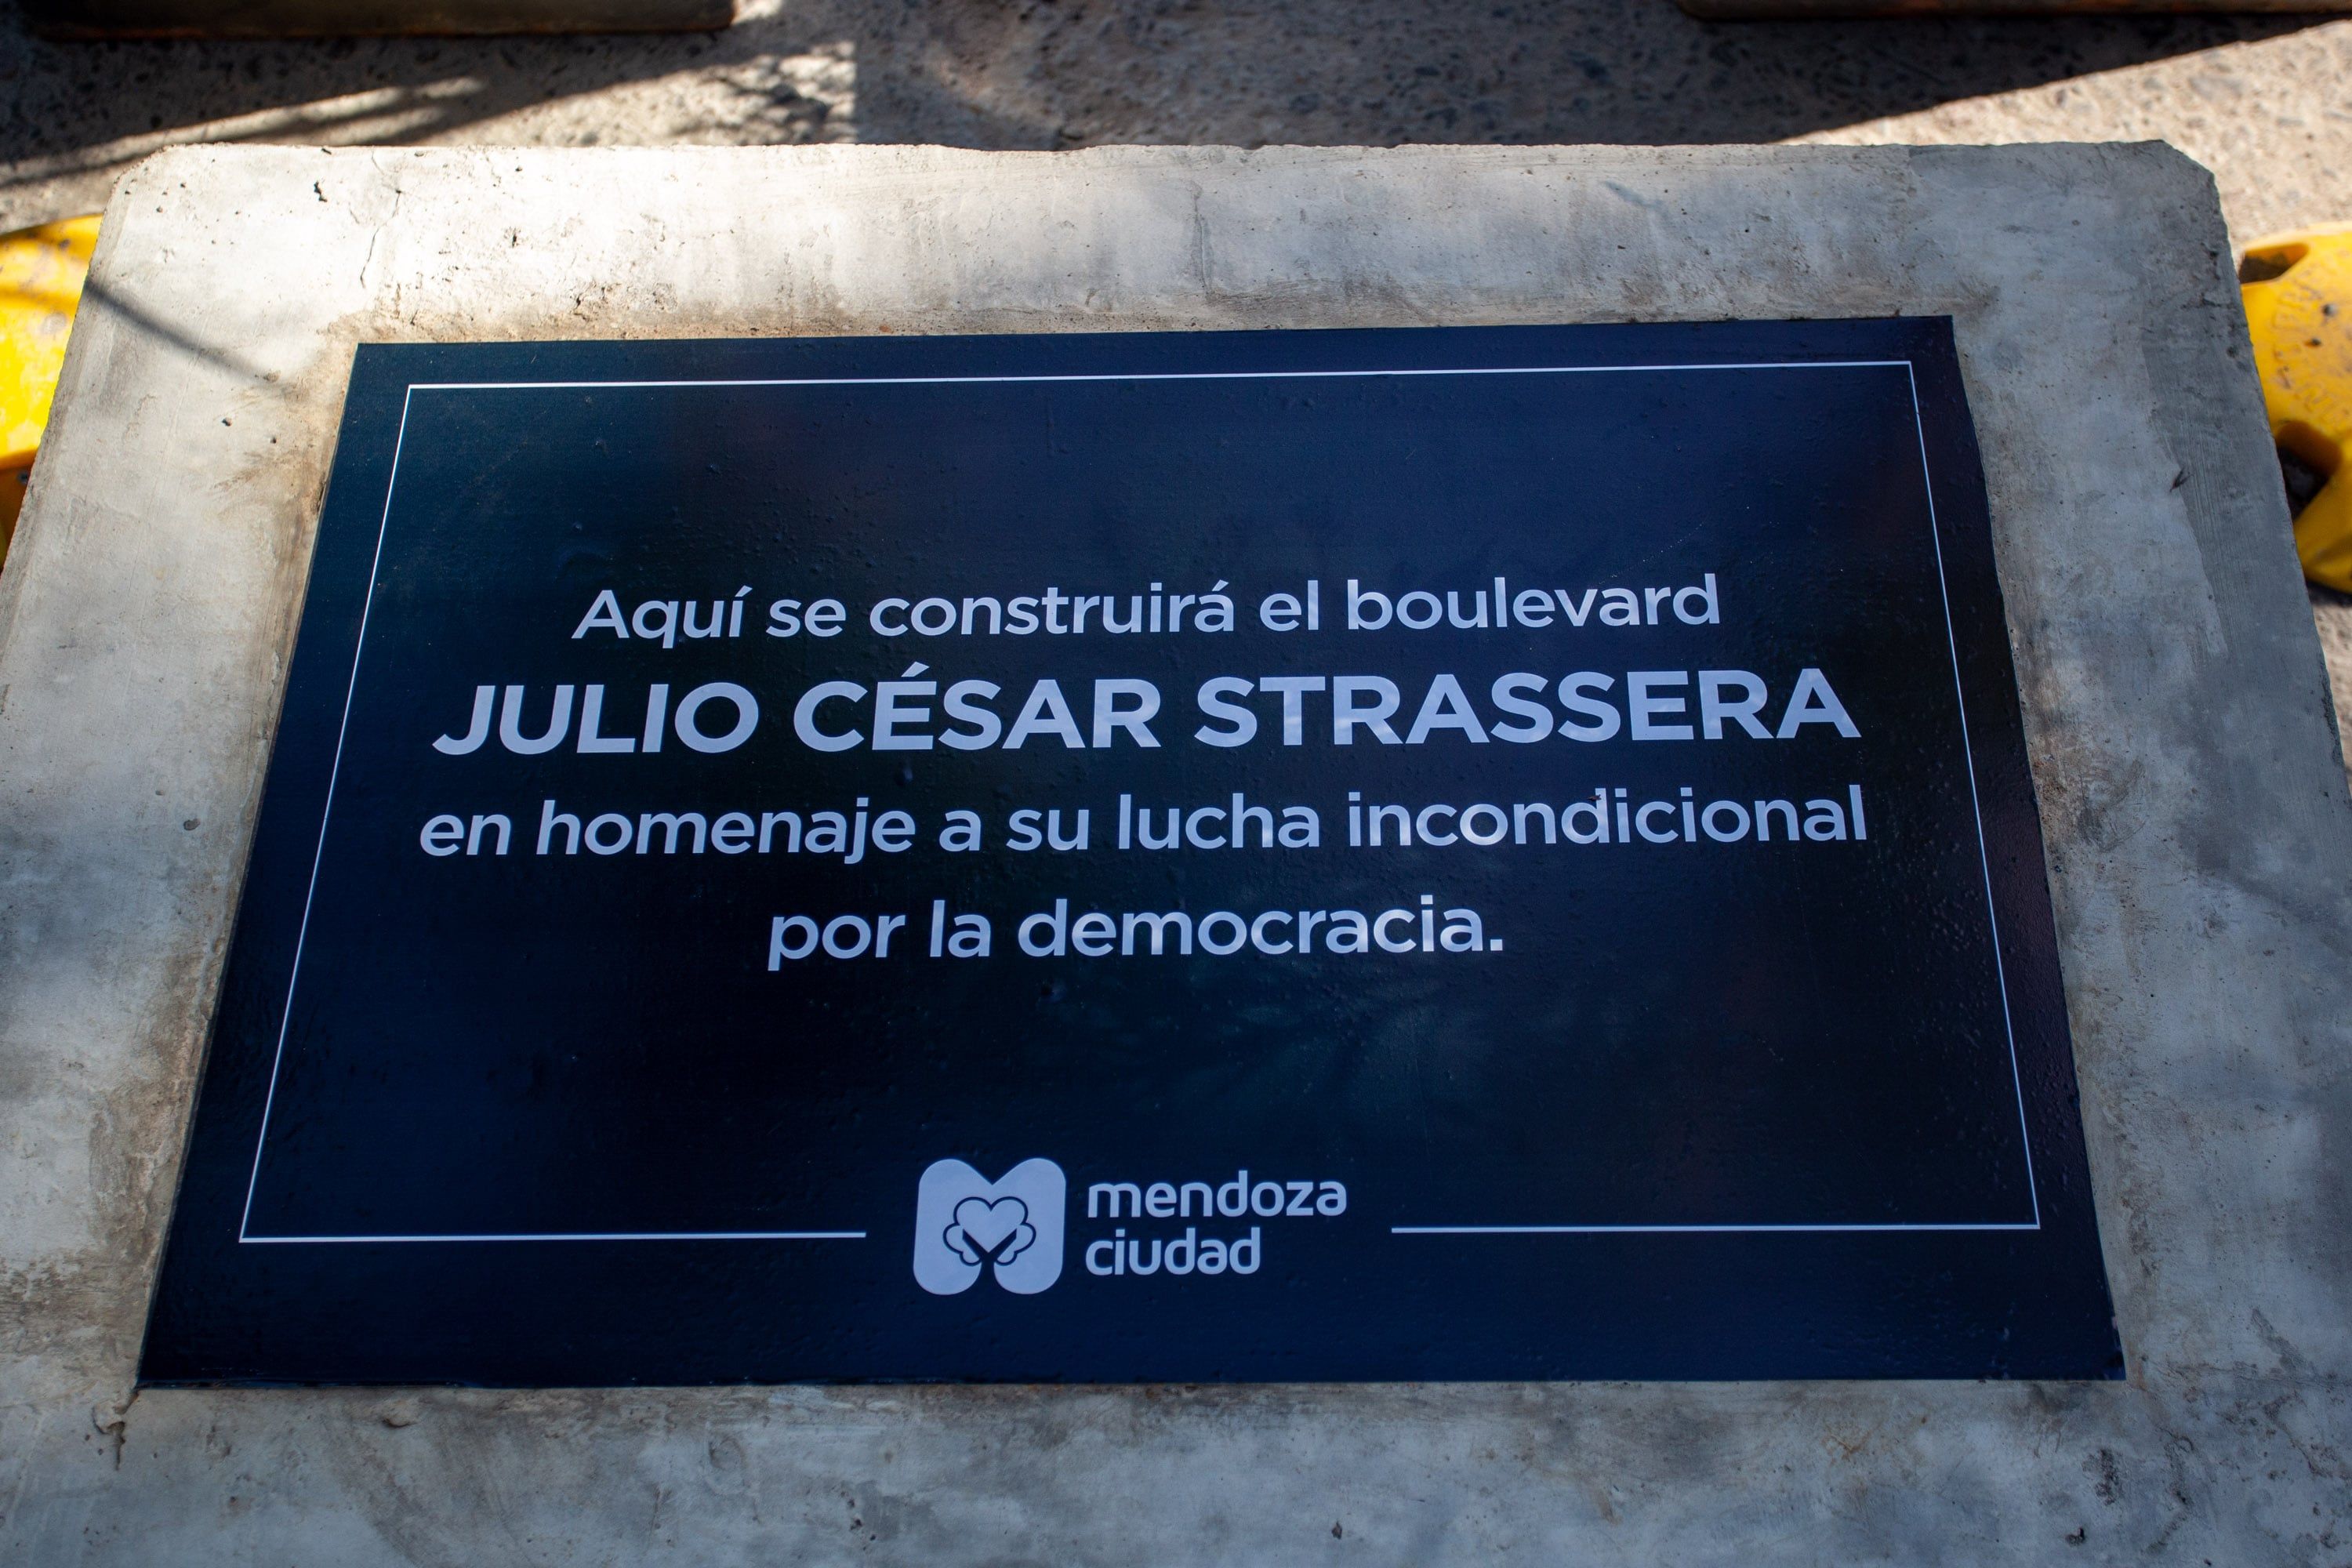 Aquí se construirá el boulevard
JULIO CÉSAR STRASSERA
en homenaje a su lucha incondicional
por la democracia.
mendoza
ciudad